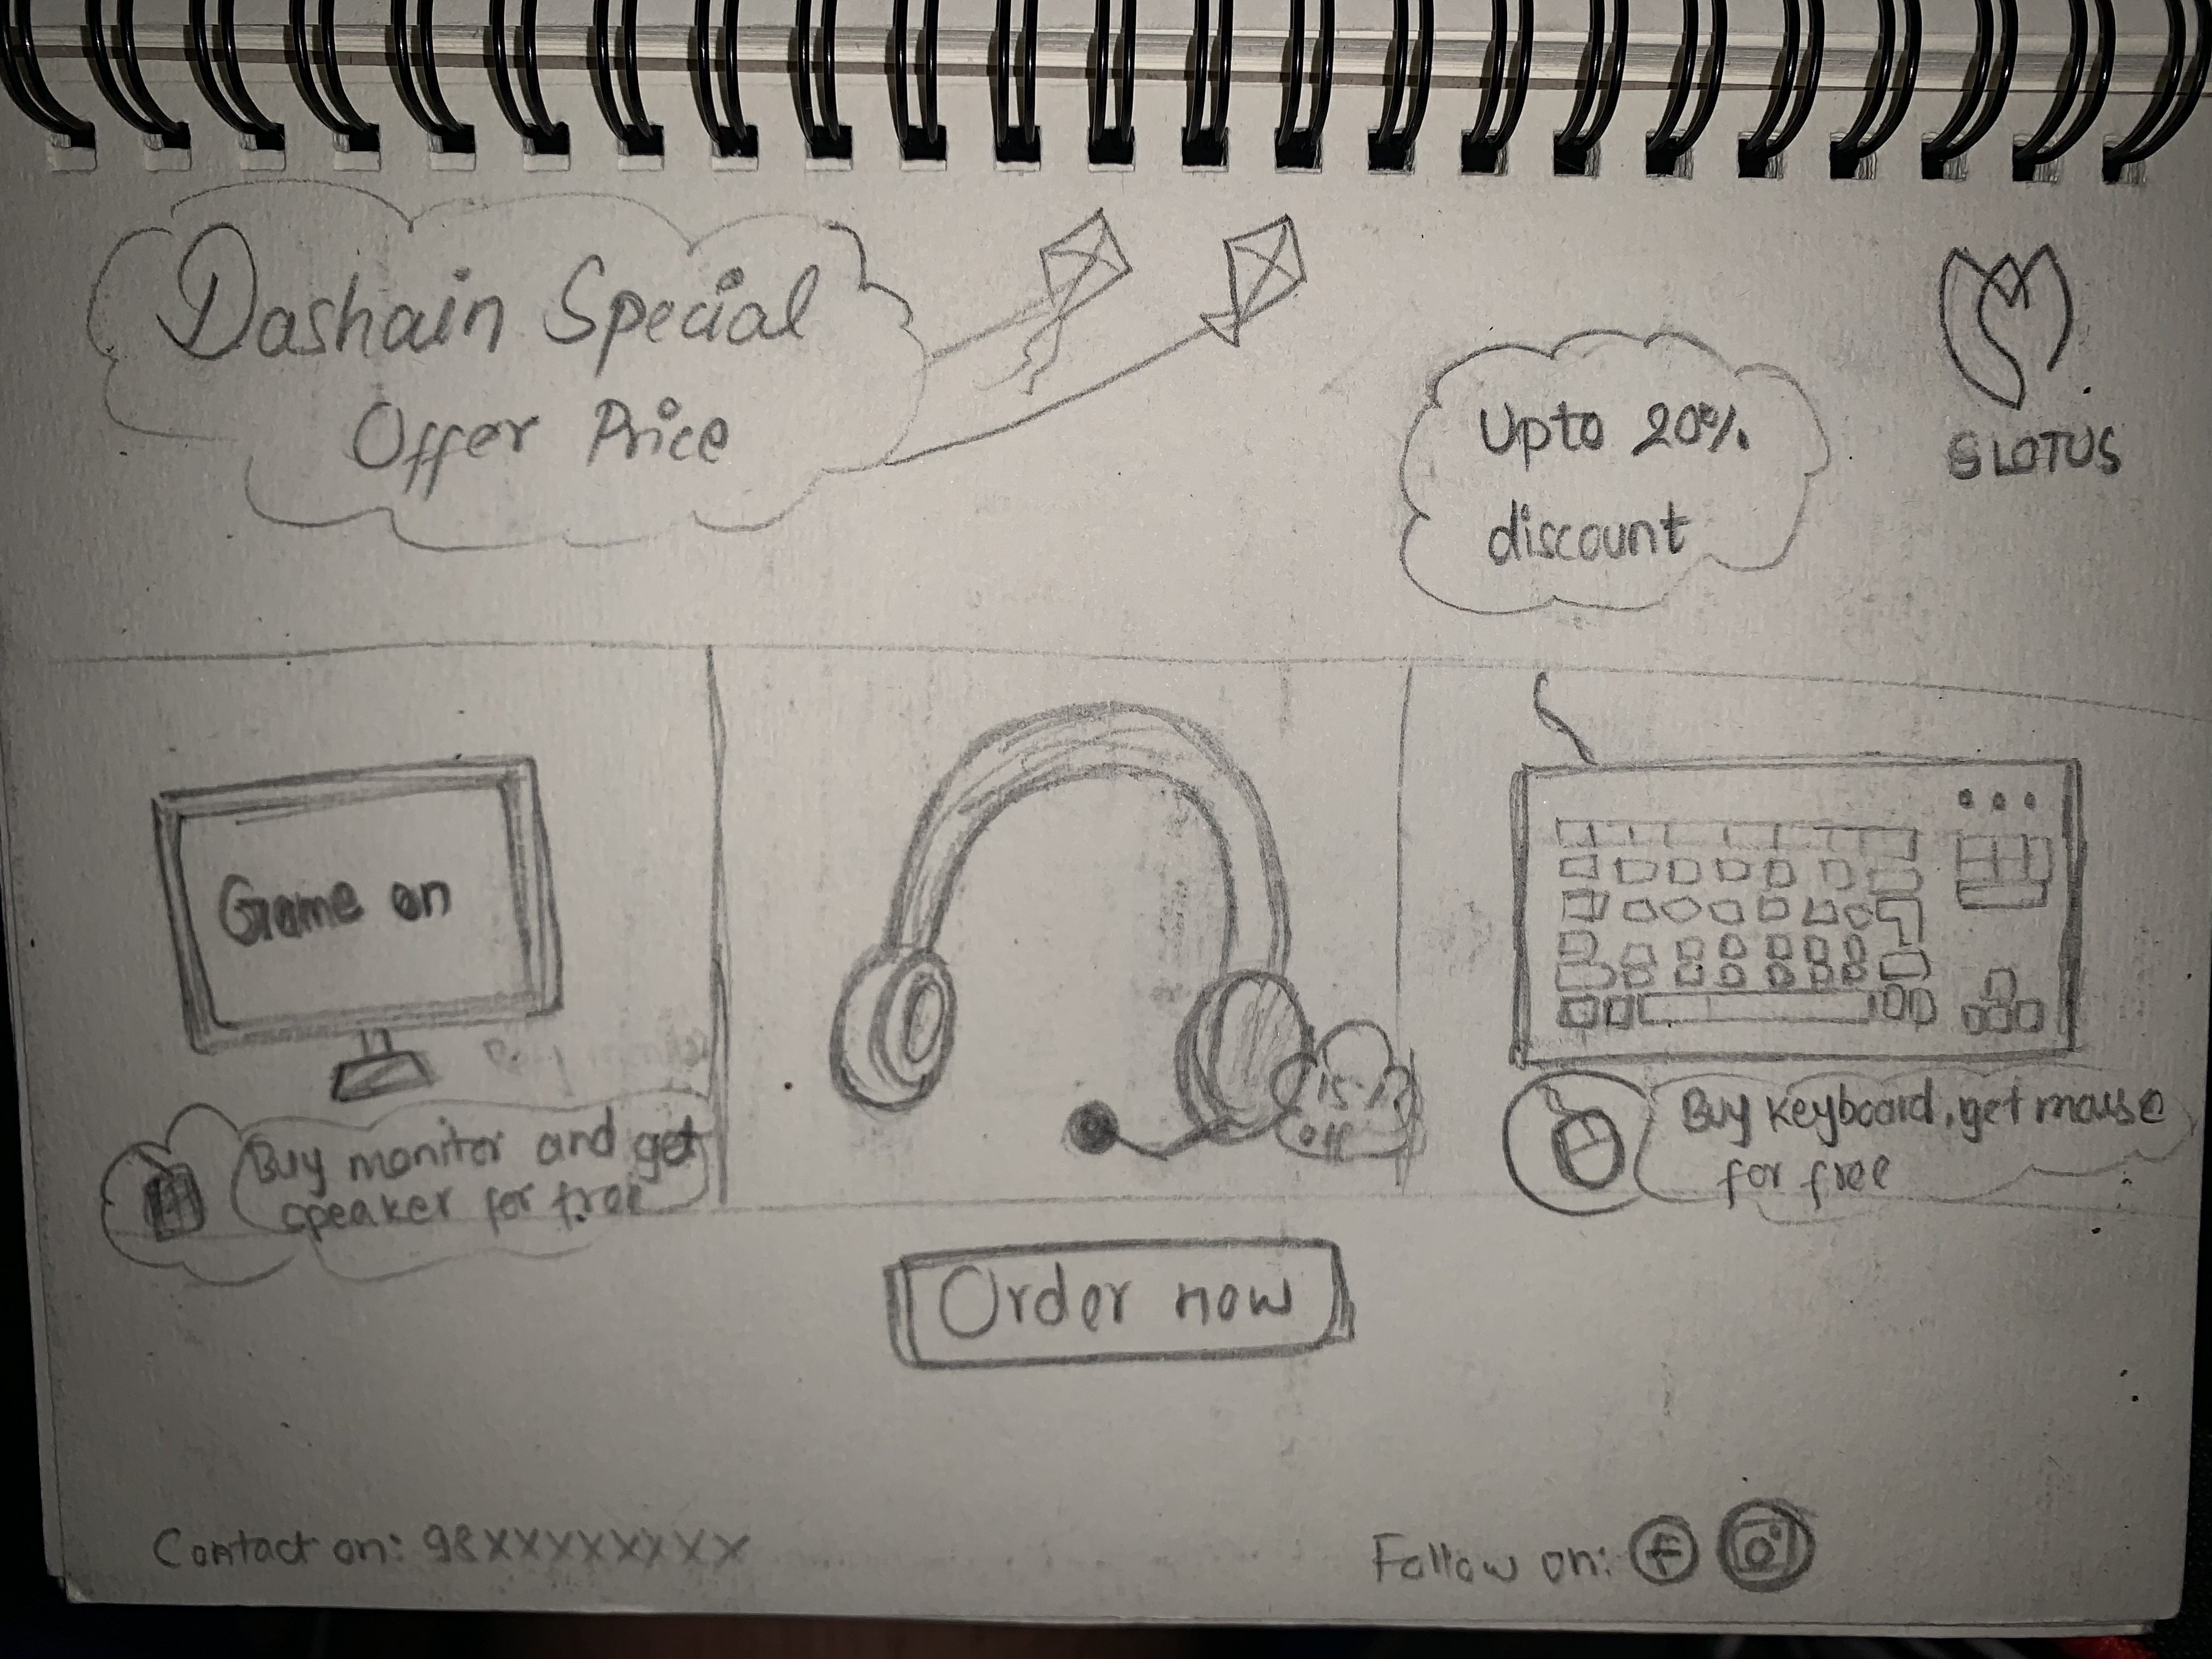 Dashain Special
Offer Price
Upto 20%
discount
SLOTUS
Game on
Buy monitor and get
speaker for free
15%
off
Buy keyboard, get mouse
for free
Order now
Contact on: 98XXXXXXXX
Follow on: